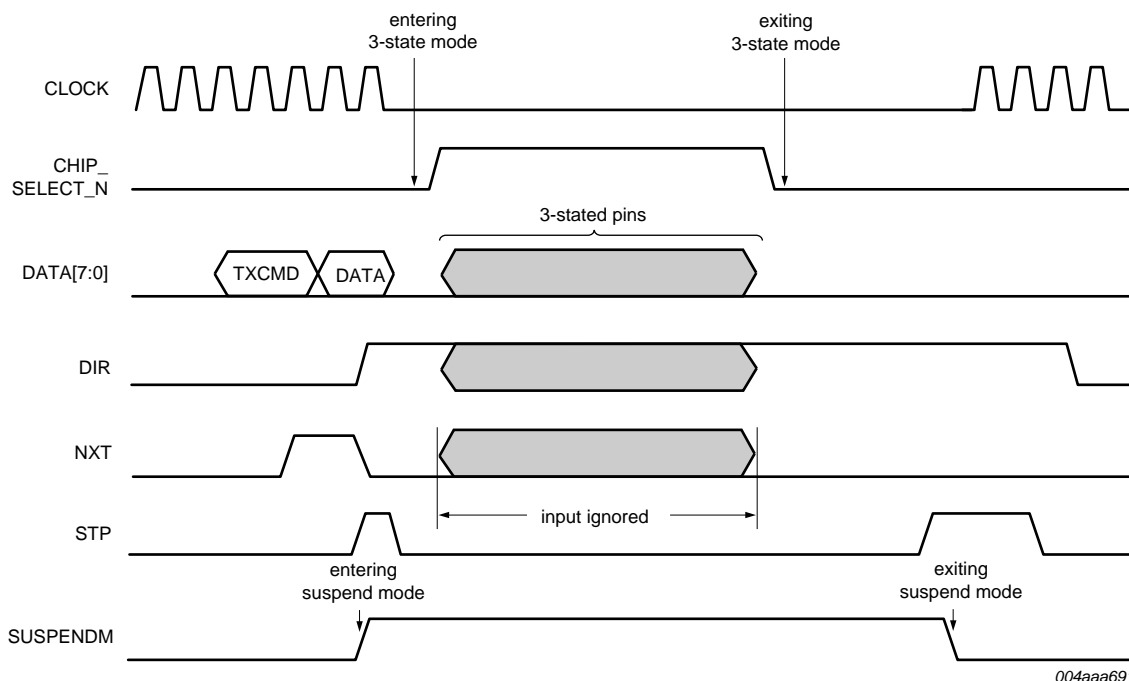 entering
3-state mode
exiting
3-state mode
CLOCK
CHIP_
SELECT_N
3-stated pins
DATA[7:0]
TXCMD
DATA
DIR
NXT
input ignored
STP
entering
suspend mode
exiting
suspend mode
SUSPENDM
004aaa69